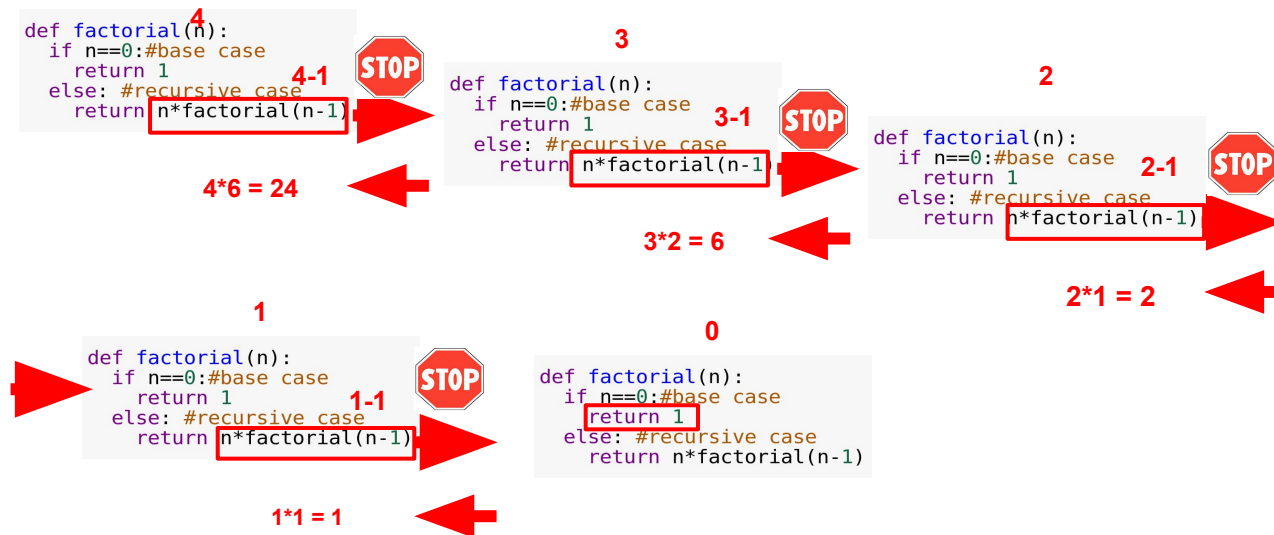 4
def factorial(n):
if n==0:#base case
return 1
4-1
STOP
else: #recursive case
return n*factorial(n-1)
4*6 = 24
3
def factorial(n):
if n==0:#base case
return 1
3-1
STOP
else: #recursive case
return n*factorial(n-1)
3*2 = 6
2
def factorial(n):
if n==0:#base case
return 1
2-1
STOP
else: #recursive case
return n*factorial(n-1)
2*1 = 2
1
def factorial(n):
if n==0:#base case
return 1
1-1
STOP
else: #recursive case
return n*factorial(n-1)
1*1 = 1
0
def factorial(n):
if n==0:#base case
return 1
else: #recursive case
return n*factorial(n-1)